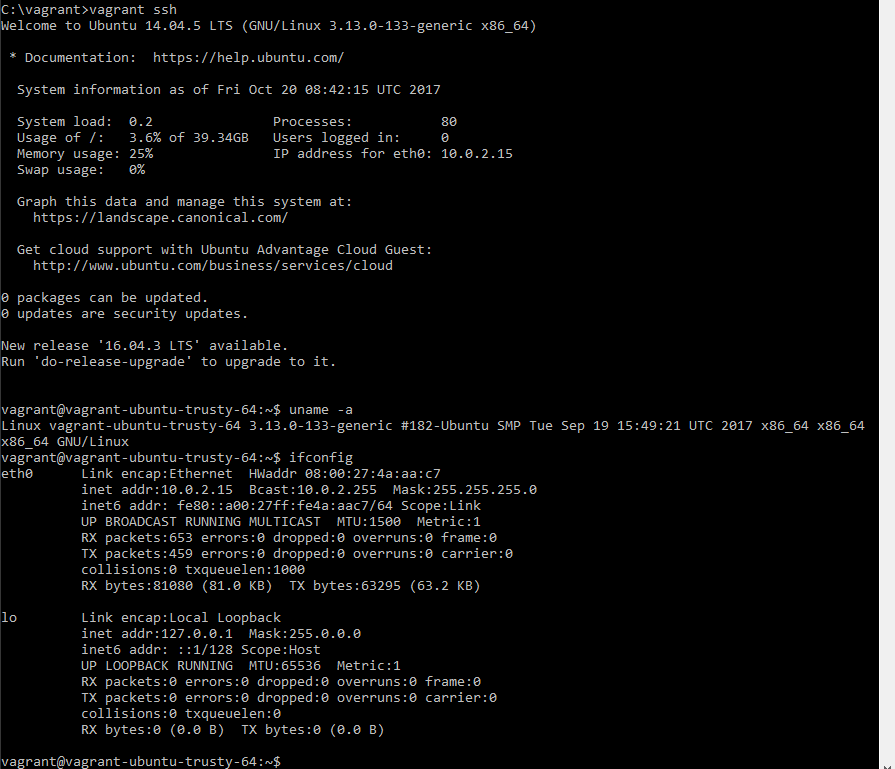 C:\vagrant>vagrant ssh
Welcome to Ubuntu 14.04.5 LTS (GNU/Linux 3.13.0-133-generic x86_64)
* Documentation:  https://help.ubuntu.com/
System information as of Fri Oct 20 08:42:15 UTC 2017
System load:  0.2               Processes:           80
Usage of /:   3.6% of 39.34GB   Users logged in:     0
Memory usage: 25%               IP address for eth0: 10.0.2.15
Swap usage:   0%
Graph this data and manage this system at:
https://landscape.canonical.com/
Get cloud support with Ubuntu Advantage Cloud Guest:
http://www.ubuntu.com/business/services/cloud
0 packages can be updated.
0 updates are security updates.
New release '16.04.3 LTS' available.
Run 'do-release-upgrade' to upgrade to it.
vagrant@vagrant-ubuntu-trusty-64:~$ uname -a
Linux vagrant-ubuntu-trusty-64 3.13.0-133-generic #182-Ubuntu SMP Tue Sep 19 15:49:21 UTC 2017 x86_64 x86_64
x86_64 GNU/Linux
vagrant@vagrant-ubuntu-trusty-64:~$ ifconfig
eth0      Link encap:Ethernet  HWaddr 08:00:27:4a:aa:c7
inet addr:10.0.2.15  Bcast:10.0.2.255  Mask:255.255.255.0
inet6 addr: fe80::a00:27ff:fe4a:aac7/64 Scope:Link
UP BROADCAST RUNNING MULTICAST  MTU:1500  Metric:1
RX packets:653 errors:0 dropped:0 overruns:0 frame:0
TX packets:459 errors:0 dropped:0 overruns:0 carrier:0
collisions:0 txqueuelen:1000
RX bytes:81080 (81.0 KB)  TX bytes:63295 (63.2 KB)
lo        Link encap:Local Loopback
inet addr:127.0.0.1  Mask:255.0.0.0
inet6 addr: ::1/128 Scope:Host
UP LOOPBACK RUNNING  MTU:65536  Metric:1
RX packets:0 errors:0 dropped:0 overruns:0 frame:0
TX packets:0 errors:0 dropped:0 overruns:0 carrier:0
collisions:0 txqueuelen:0
RX bytes:0 (0.0 B)  TX bytes:0 (0.0 B)
vagrant@vagrant-ubuntu-trusty-64:~$